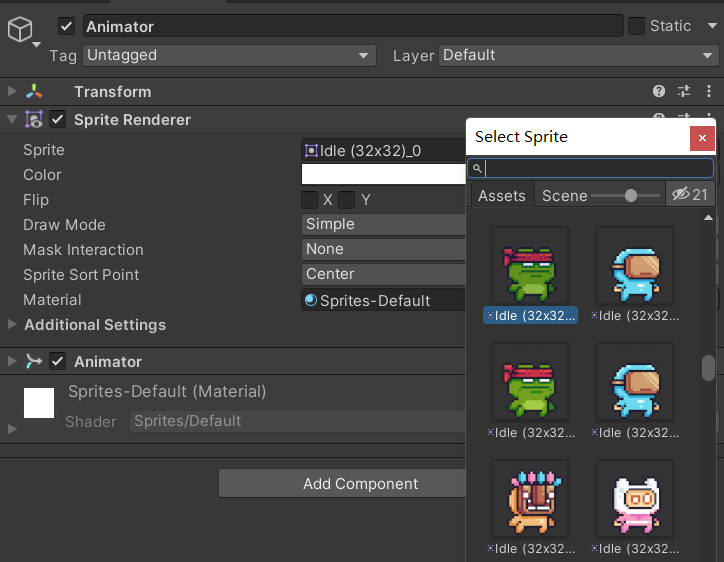 Animator
Static
Tag Untagged
Layer Default
Transform
Sprite Renderer
Select Sprite
Sprite
Idle (32x32)_0
Color
Assets
Scene
21
Flip
X
Y
Draw Mode
Simple
Mask Interaction
None
Sprite Sort Point
Center
Material
Sprites-Default
Idle (32x32...
Idle (32x32...
Additional Settings
Animator
Sprites-Default (Material)
Shader
Sprites/Default
Idle (32x32...
Idle (32x32...
Add Component
Idle (32x32...
Idle (32x32...